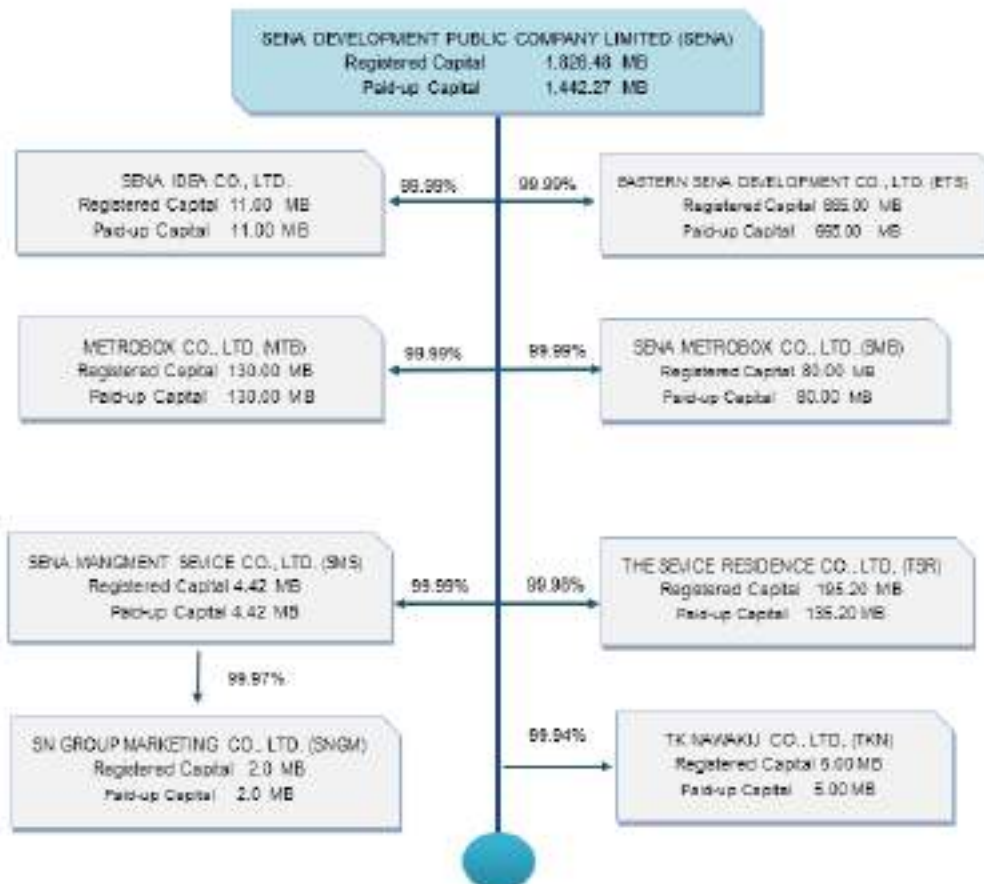 SENA DEVELOPMENT PUBLIC COMPANY LIMITED (SENA)
Registered Capital 1,826.48 MB
Paid-up Capital 1,442.27 MB
SENA IDEA CO., LTD.
Registered Capital 11.00 MB
Paid-up Capital 11.00 MB
99.99%
99.99%
EASTERN SENA DEVELOPMENT CO., LTD. (ETS)
Registered Capital MB
Paid-up Capital MB
METROBOX CO., LTD. (MTB)
Registered Capital 130.00 MB
Paid-up Capital 130.00 MB
99.99%
99.99%
SENA METROBOX CO., LTD. (SMB)
Registered Capital 80.00 MB
Paid-up Capital 80.00 MB
SENA MANGMENT SEVICE CO., LTD. (SMS)
Registered Capital 4.42 MB
Paid-up Capital 4.42 MB
99.99%
99.98%
THE SEVICE RESIDENCE CO., LTD. (TSR)
Registered Capital 195.20 MB
Paid-up Capital 135.20 MB
99.97%
SN GROUP MARKETING CO., LTD. (SNGM)
Registered Capital 2.0 MB
Paid-up Capital 2.0 MB
99.94%
TK NAWAKIJ CO., LTD. (TKN)
Registered Capital 5.00 MB
Paid-up Capital 5.00 MB